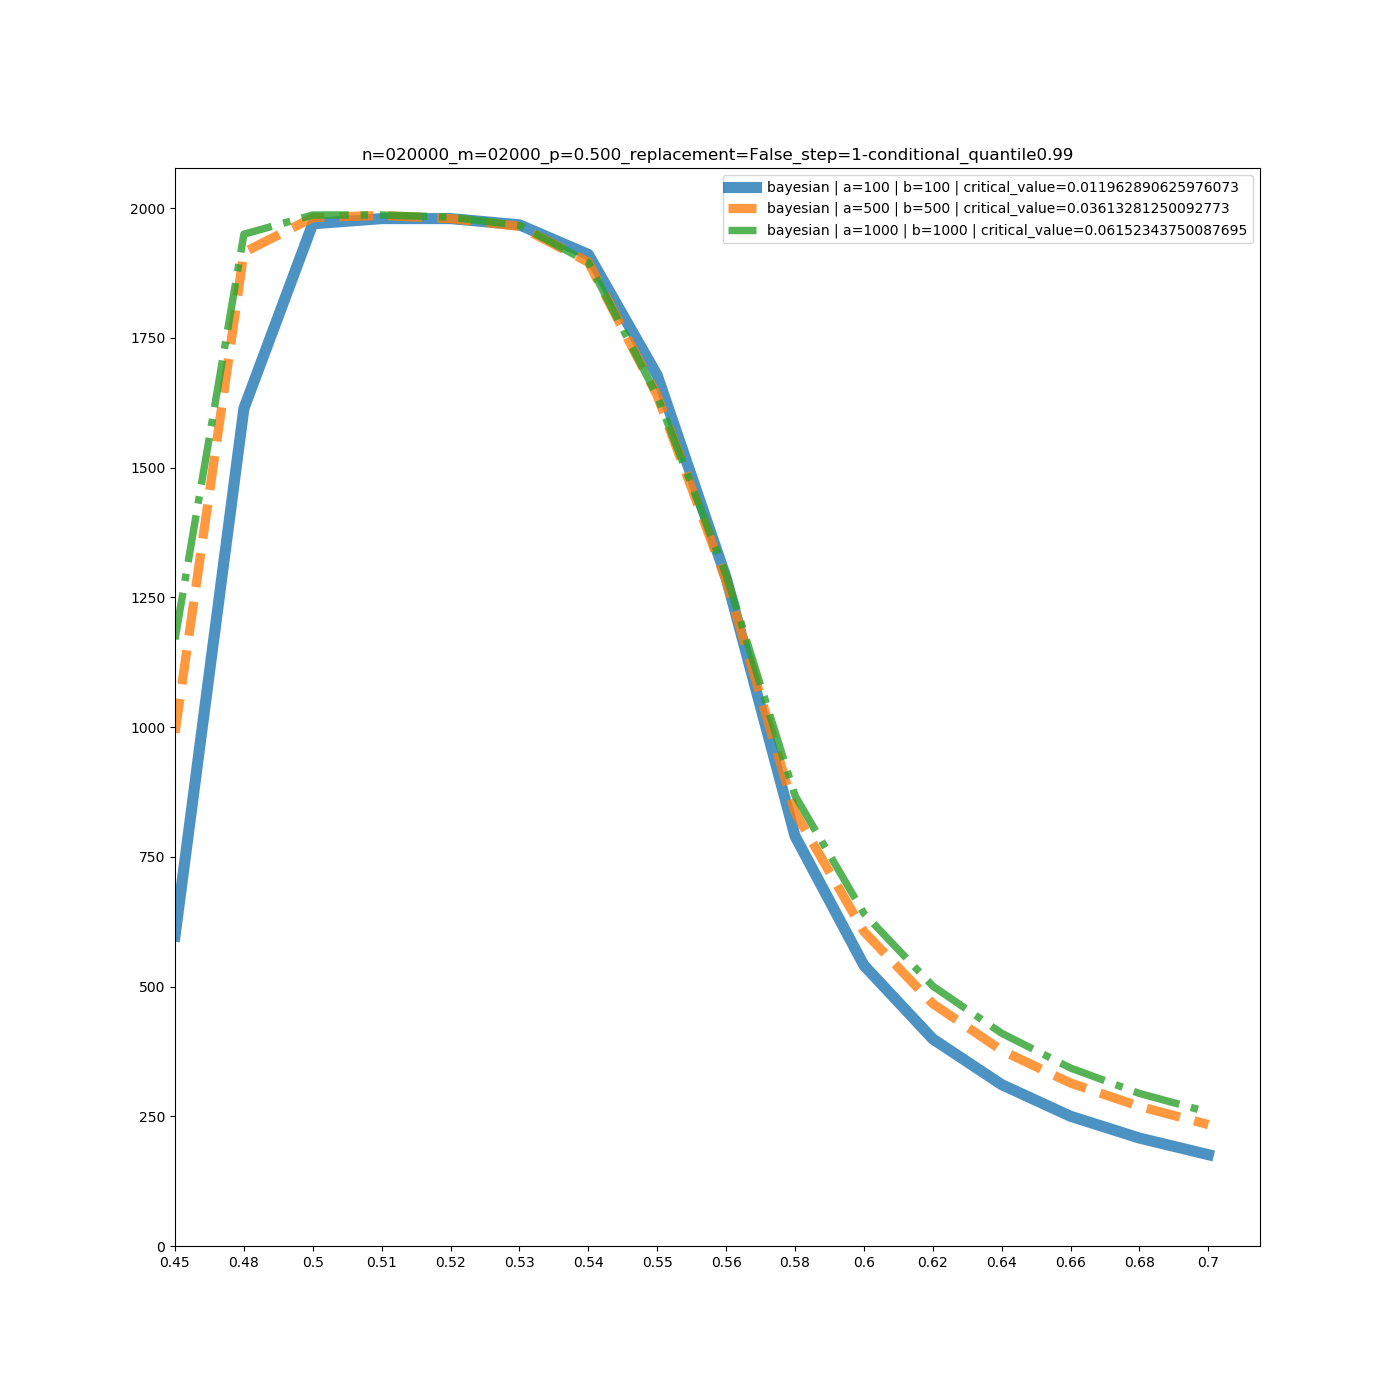 n=020000_m=02000_p=0.500_replacement=False_step=1-conditional_quantile0.99
bayesian | a=100 | b=100 | critical_value=0.011962890625976073
bayesian | a=500 | b=500 | critical_value=0.03613281250092773
bayesian | a=1000 | b=1000 | critical_value=0.06152343750087695
2000
1750
1500
1250
1000
750
500
250
0
0.45 0.48 0.5 0.51 0.52 0.53 0.54 0.55 0.56 0.58 0.6 0.62 0.64 0.66 0.68 0.7